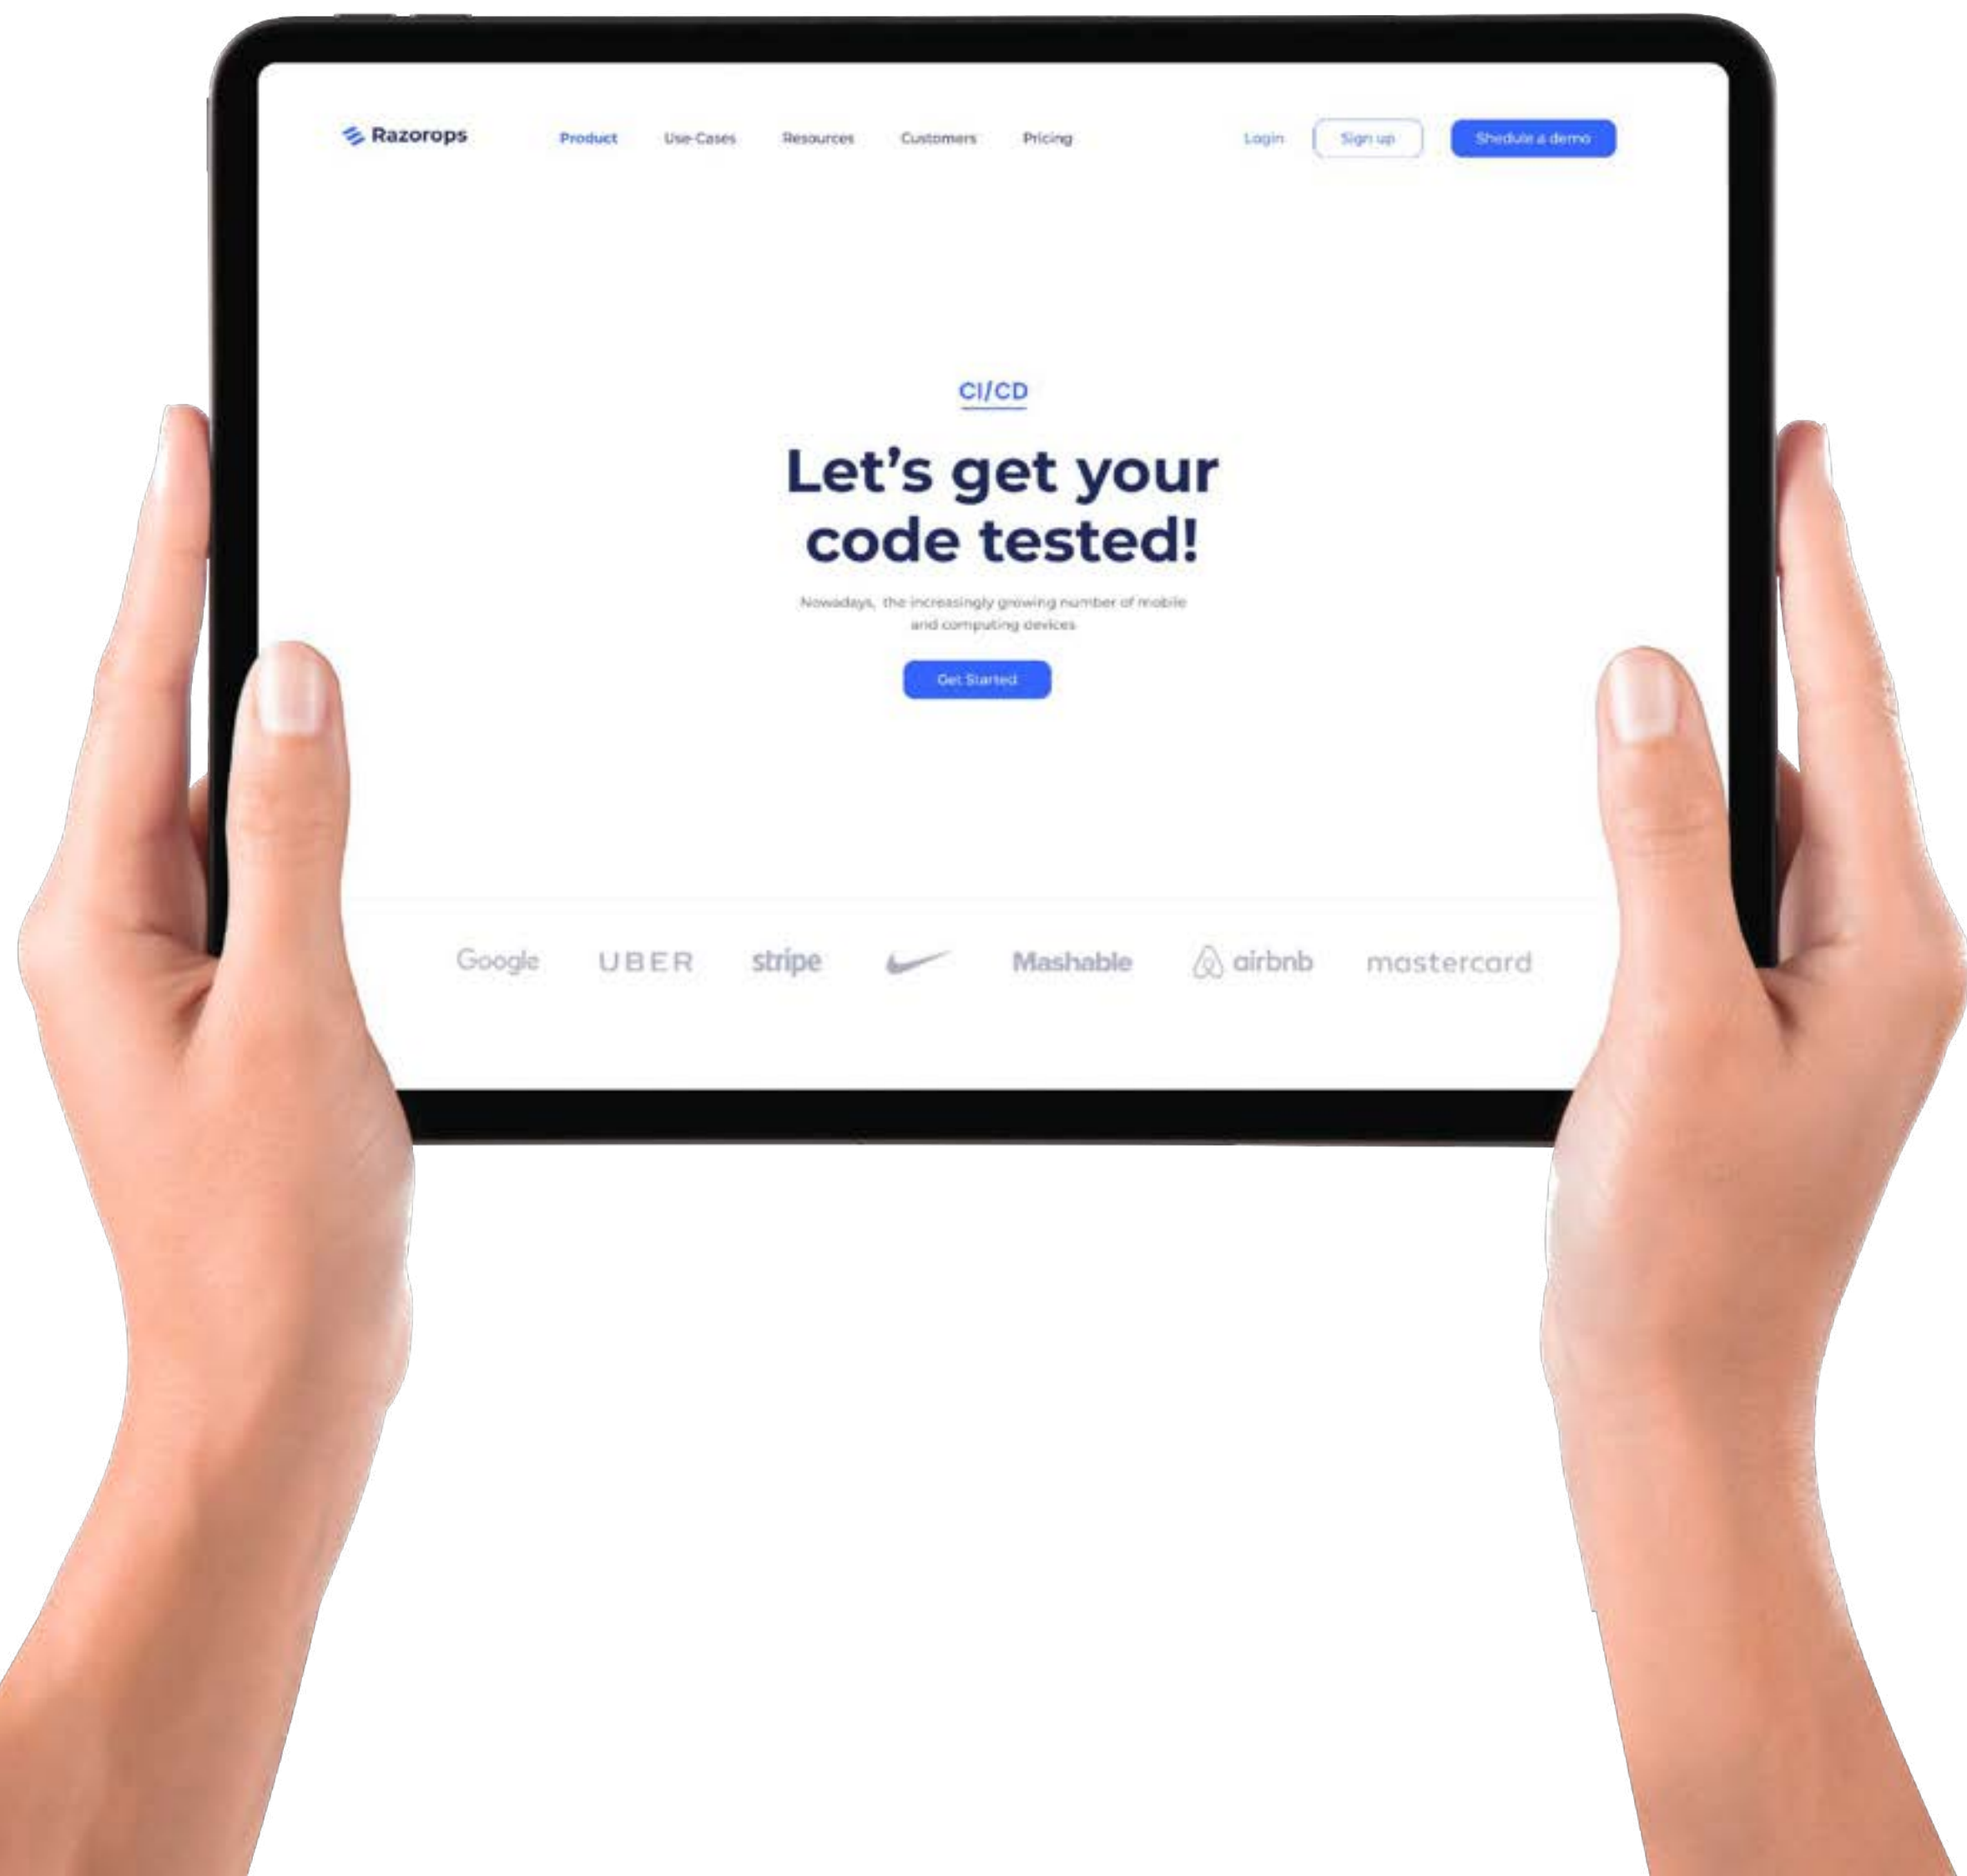 Razorops
Product Use-Cases Resources Customers Pricing
Login Sign up Shedule a demo
CI/CD
Let’s get your
code tested!
Nowadays, the increasingly growing number of mobile
and computing devices
Get Started
Google UBER stripe Mashable airbnb mastercard